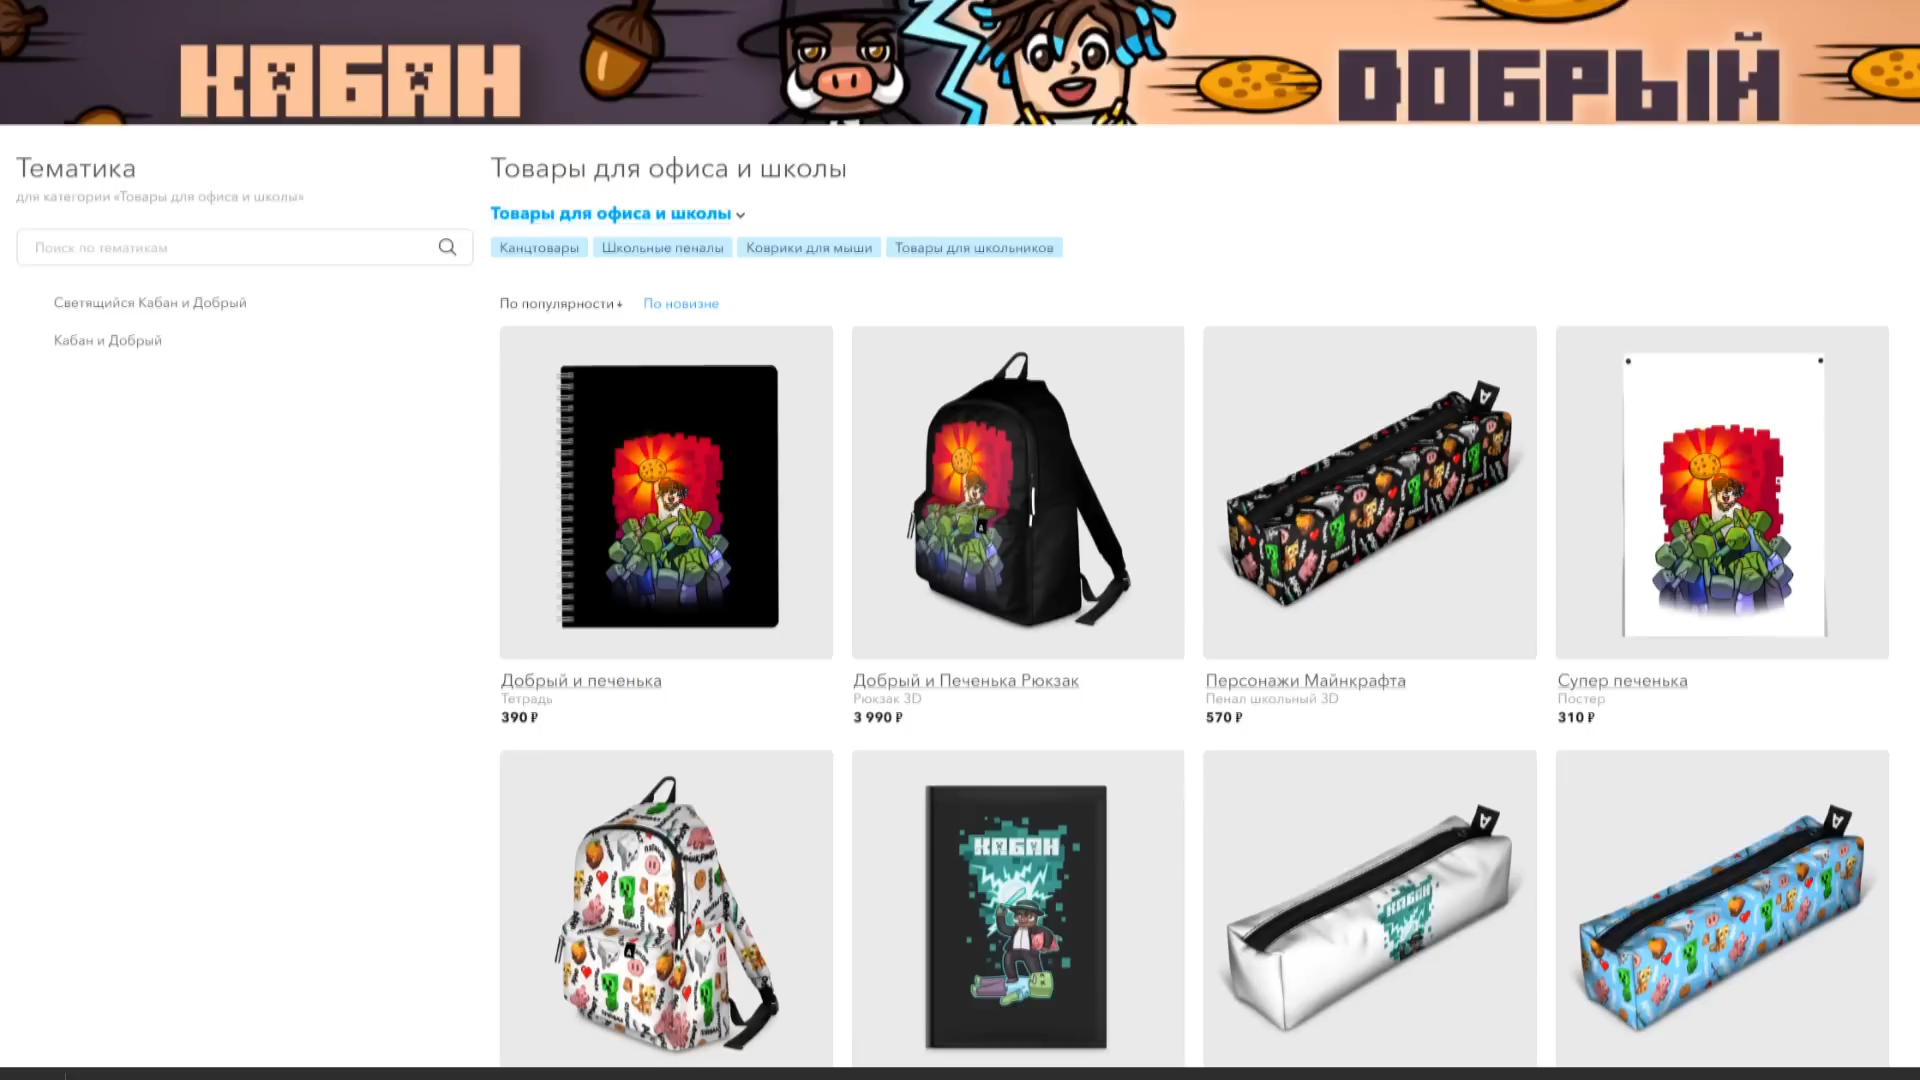 КАБАН
ДОБРЫЙ
Тематика
для категории «Товары для офиса и школы»
Поиск по тематикам
Светящийся Кабан и Добрый
Кабан и Добрый
Товары для офиса и школы
Товары для офиса и школы
Канцтовары
Школьные пеналы
Коврики для мыши
Товары для школьников
По популярности
По новизне
Добрый и печенька
Тетрадь
390 ₽
Добрый и Печенька Рюкзак
Рюкзак 3D
3 990 ₽
Персонажи Майнкрафта
Пенал школьный 3D
570 ₽
Супер печенька
Постер
310 ₽
КАБАН
КАБАН